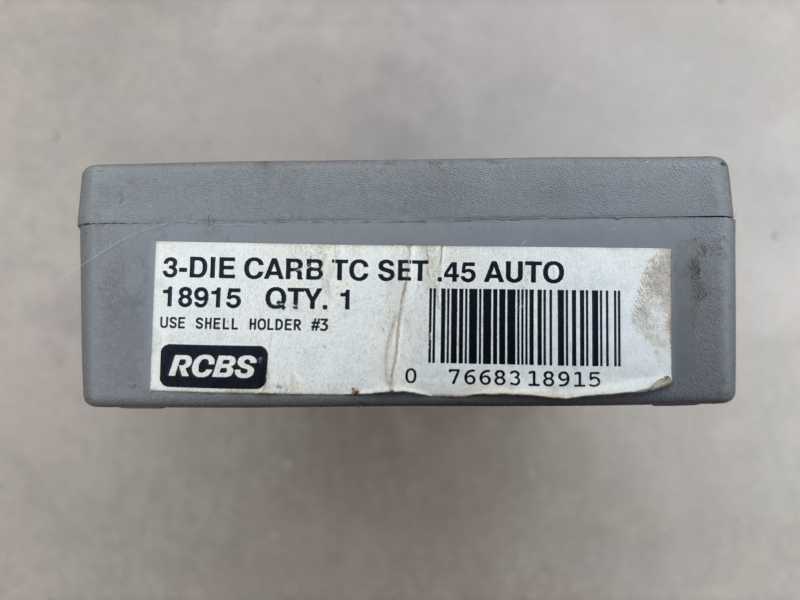 3-DIE CARB TC SET .45 AUTO
18915 QTY. 1
USE SHELL HOLDER #3
RCBS
0 7668318915